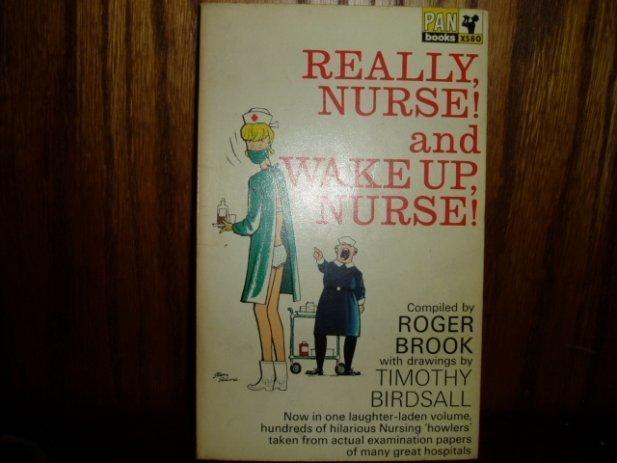 PAN
books X580
REALLY,
NURSE!
and
WAKE UP,
NURSE!
Compiled by
ROGER
BROOK
with drawings by
TIMOTHY
BIRDSALL
Now in one laughter-laden volume,
hundreds of hilarious Nursing 'howlers'
taken from actual examination papers
of many great hospitals